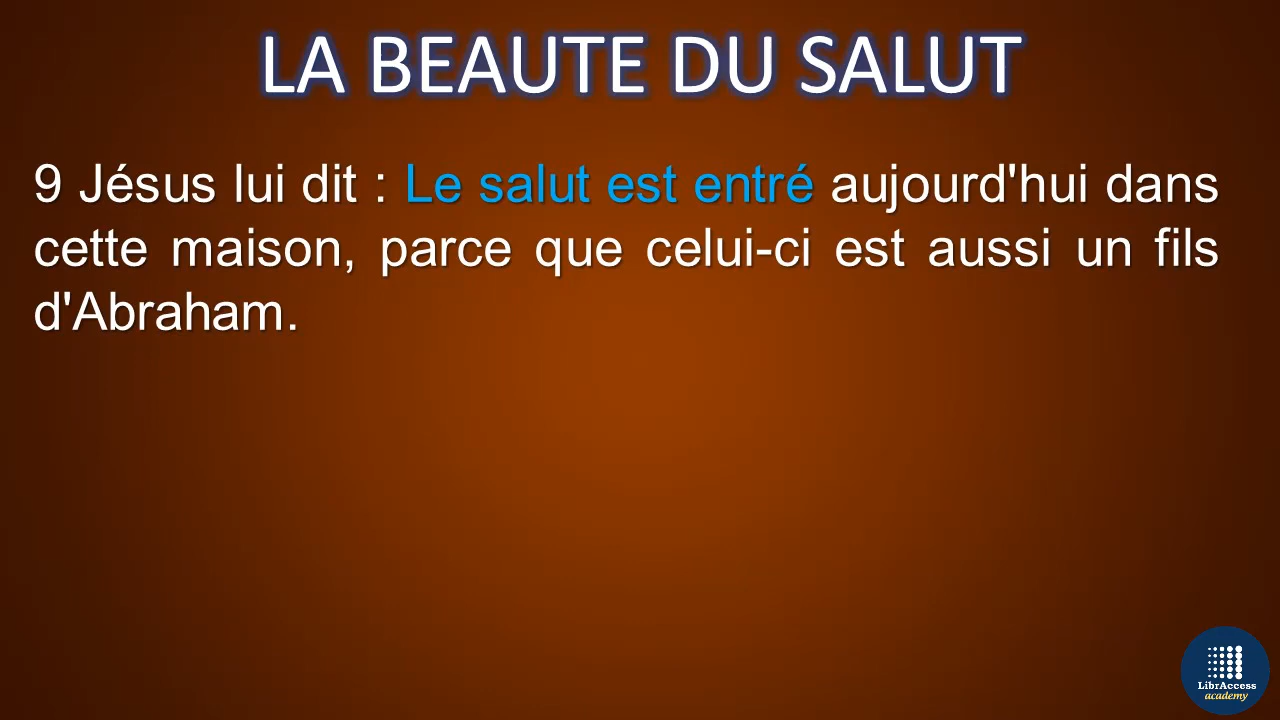 LA BEAUTE DU SALUT
9 Jésus lui dit : Le salut est entré aujourd'hui dans
cette maison, parce que celui-ci est aussi un fils
d'Abraham.
LibrAccess
academy